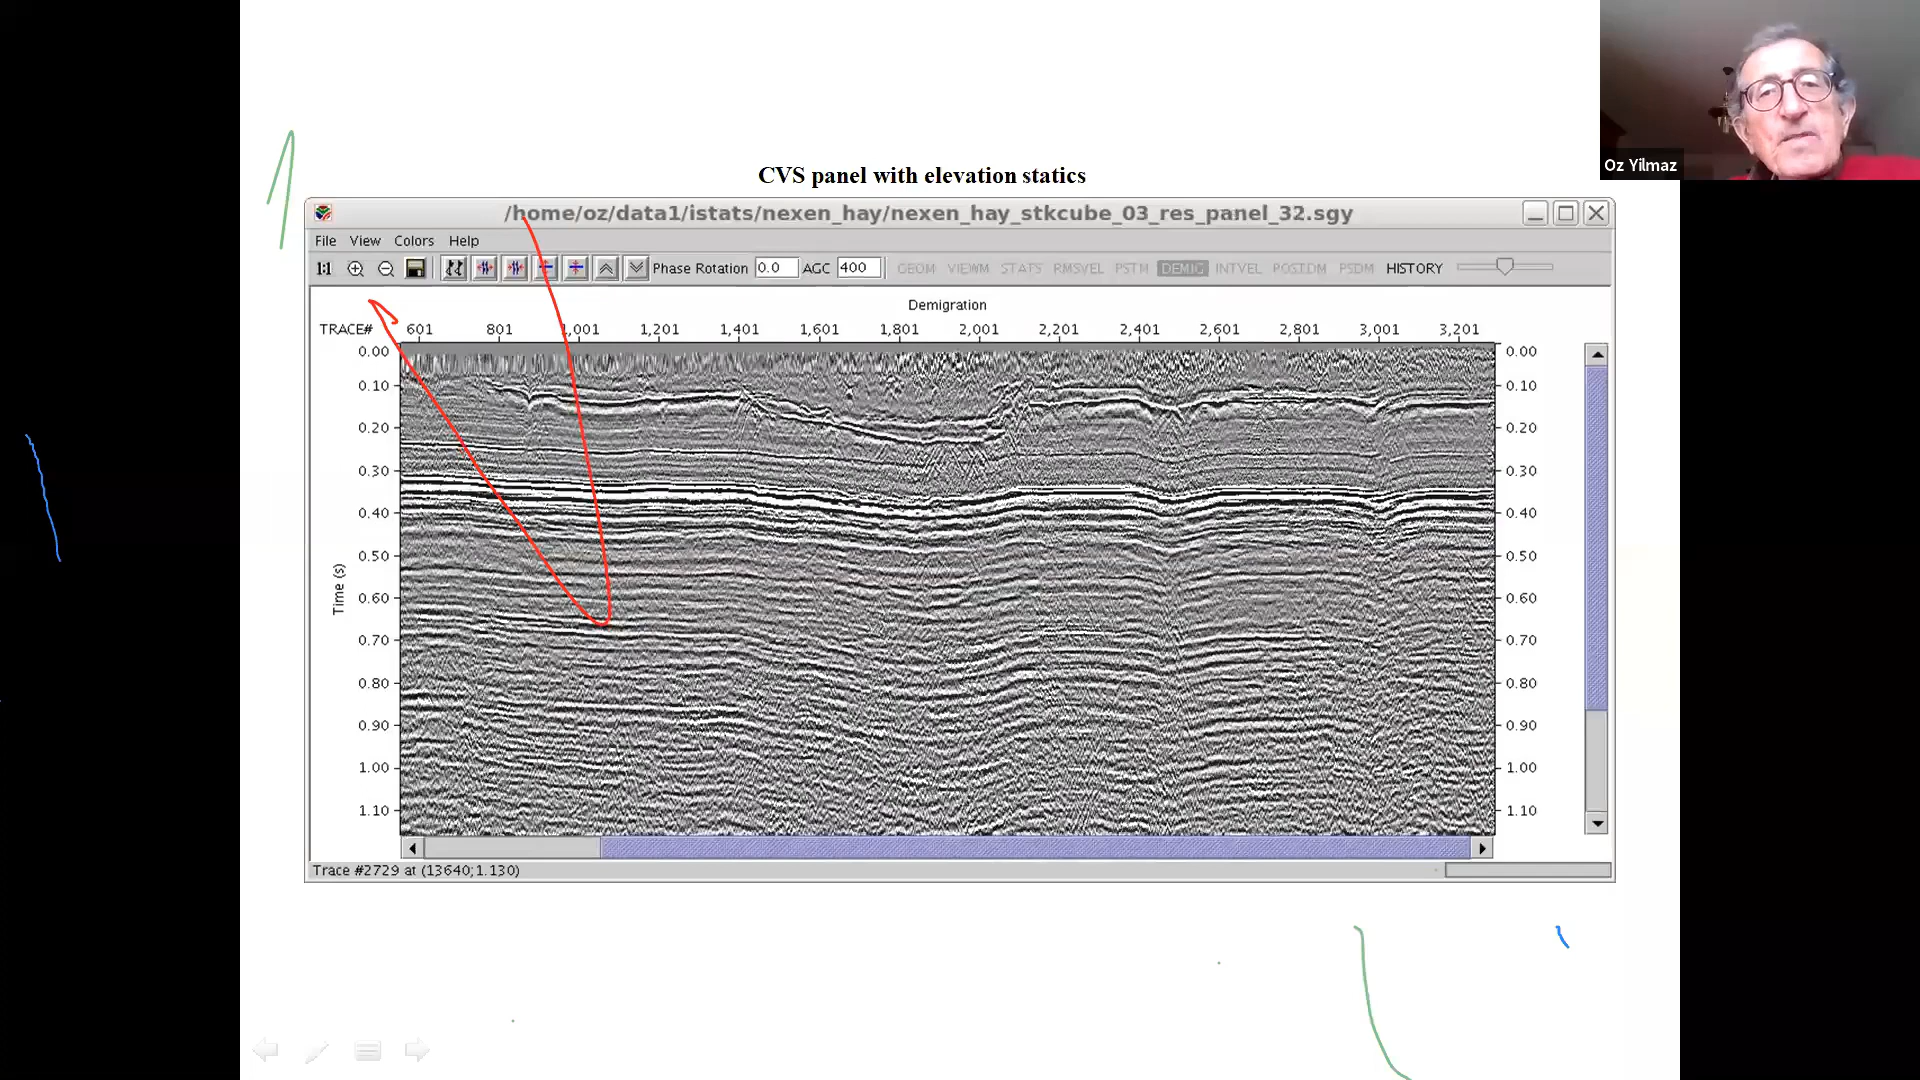 Oz Yilmaz
CVS panel with elevation statics
/home/oz/data1/istats/nexen_hay/nexen_hay_stkcube_03_res_panel_32.sgy
File View Colors Help
1:1 Phase Rotation 0.0 AGC 400 GEOM VIEWM STATS RMSVEL PSTM DEMIG INTVEL POSTDM PSDM HISTORY
Demigration
TRACE# 601 801 1,001 1,201 1,401 1,601 1,801 2,001 2,201 2,401 2,601 2,801 3,001 3,201
0.00 0.00
0.10 0.10
0.20 0.20
0.30 0.30
0.40 0.40
0.50 0.50
Time (s)
0.60 0.60
0.70 0.70
0.80 0.80
0.90 0.90
1.00 1.00
1.10 1.10
Trace #2729 at (13640;1.130)